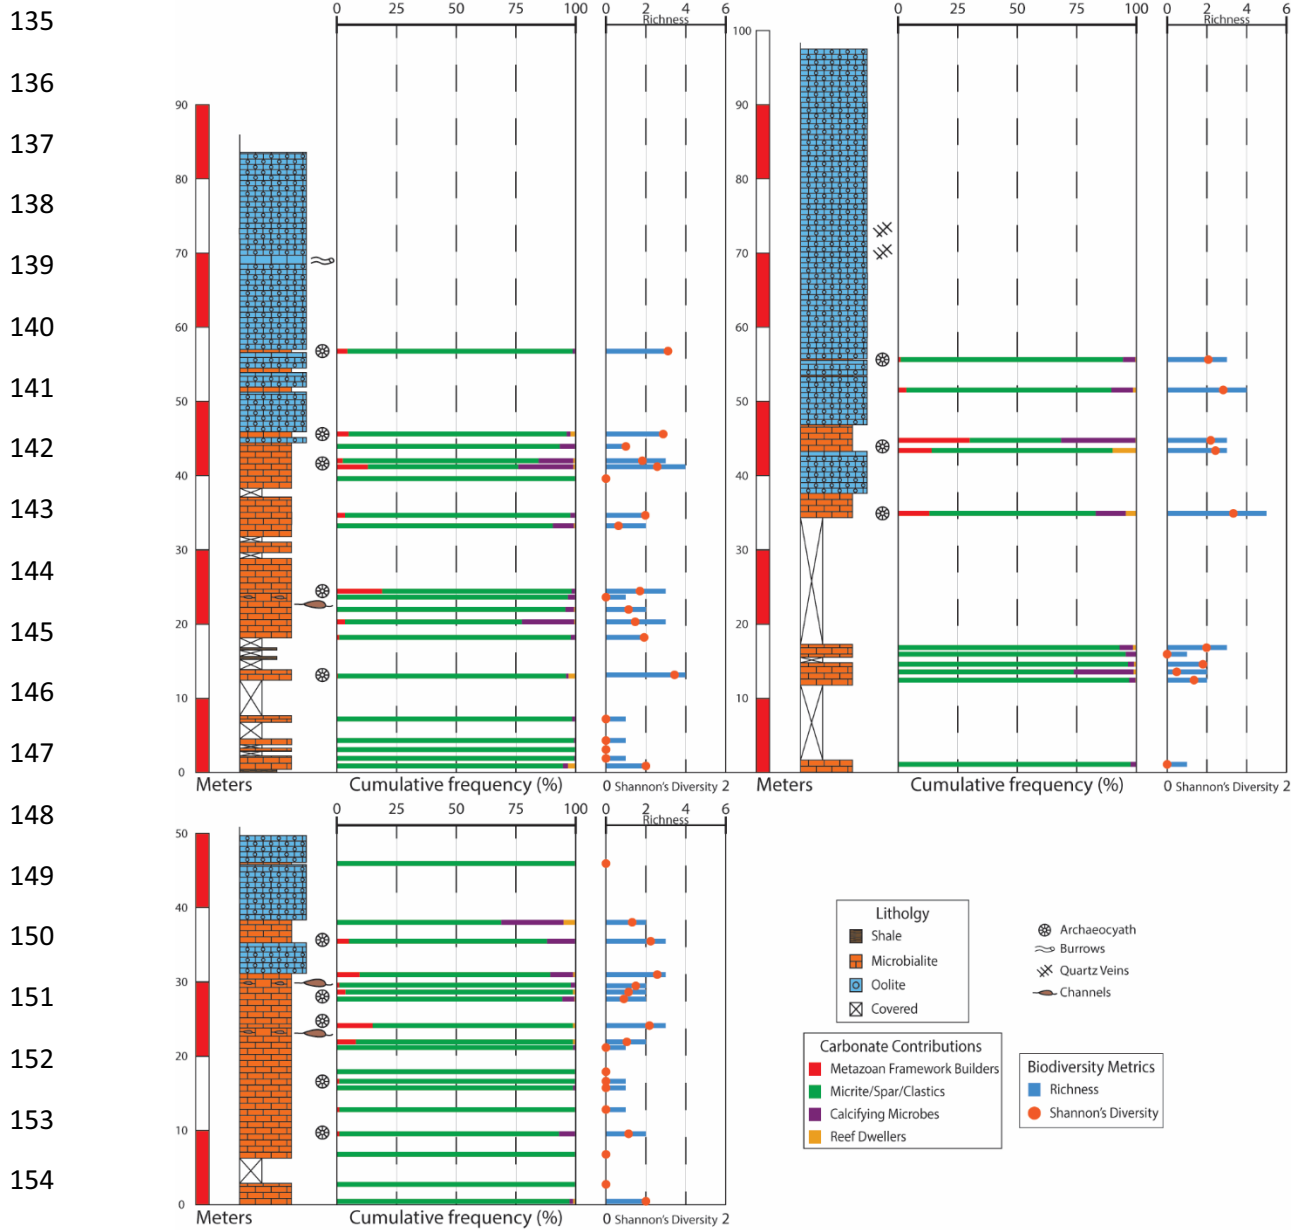 135
136
137
138
139
140
141
142
143
144
145
146
147
148
149
150
151
152
153
154
0 25 50 75 100
0 2 4 6
Richness
90
80
70
60
50
40
30
20
10
0
Meters
Cumulative frequency (%)
0 Shannon's Diversity 2
0 25 50 75 100
0 2 4 6
Richness
100
90
80
70
60
50
40
30
20
10
0
Meters
Cumulative frequency (%)
0 Shannon's Diversity 2
0 25 50 75 100
0 2 4 6
Richness
50
40
30
20
10
0
Meters
Cumulative frequency (%)
0 Shannon's Diversity 2
Litholgy
Shale
Microbialite
Oolite
Covered
Archaeocyath
Burrows
Quartz Veins
Channels
Carbonate Contributions
Metazoan Framework Builders
Micrite/Spar/Clastics
Calcifying Microbes
Reef Dwellers
Biodiversity Metrics
Richness
Shannon's Diversity